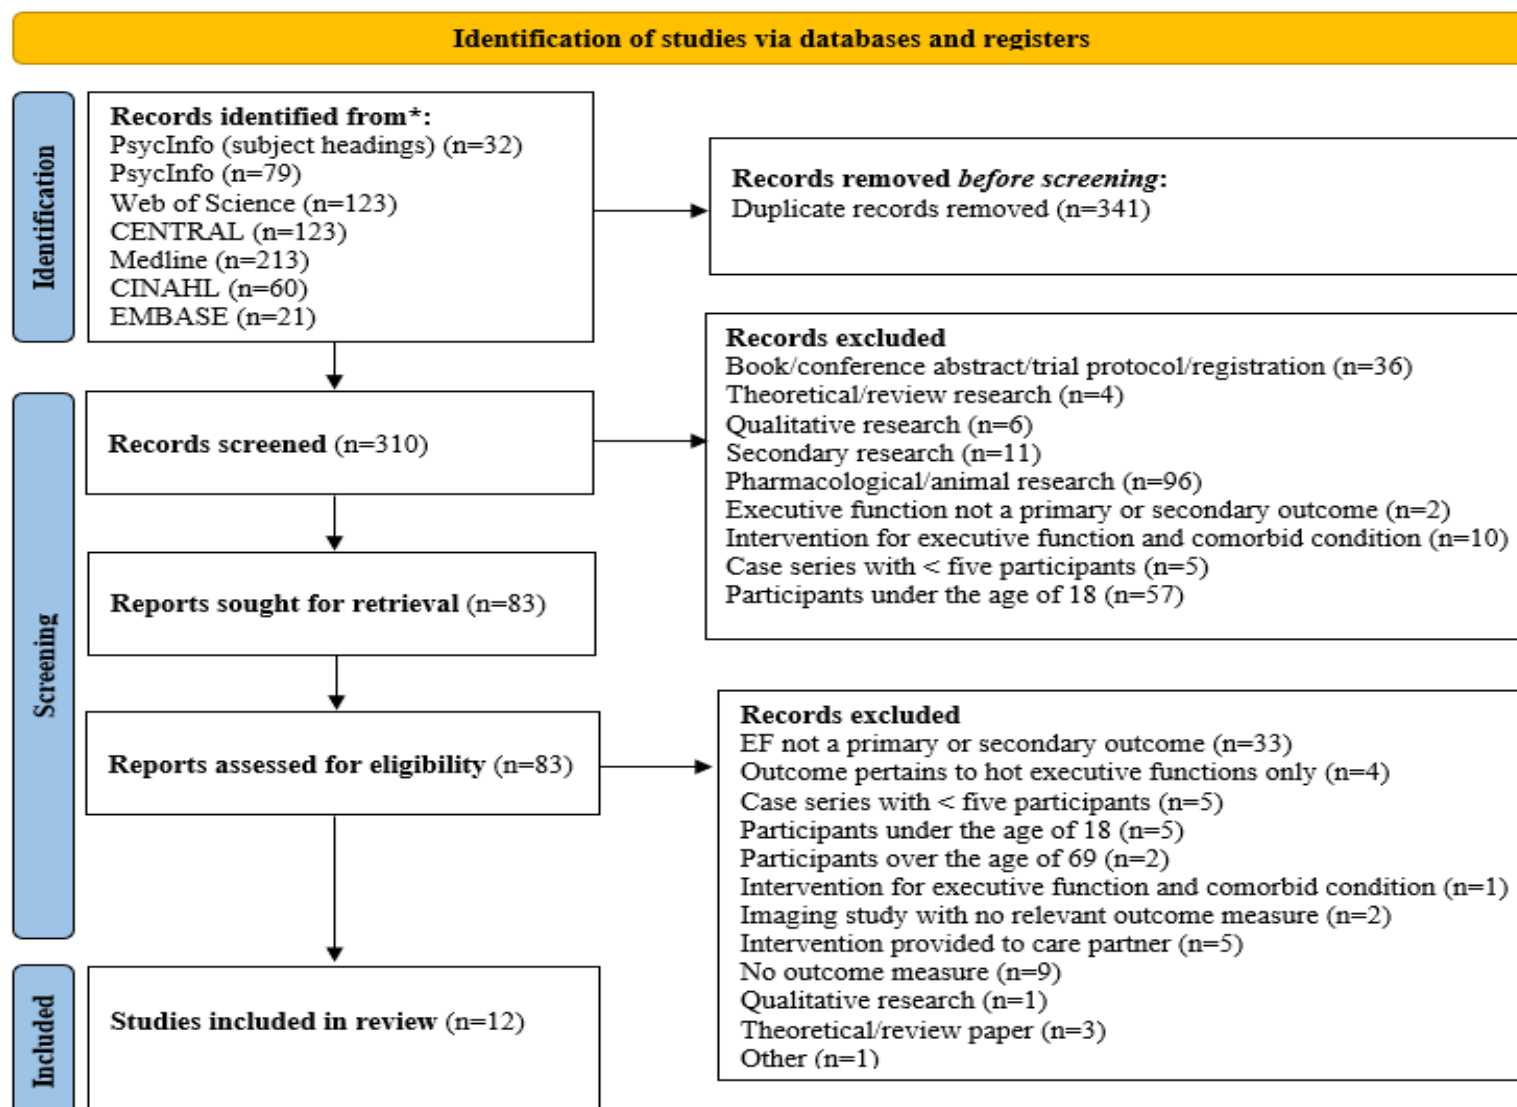 Identification of studies via databases and registers
Identification
Records identified from*:
PsycInfo (subject headings) (n=32)
PsycInfo (n=79)
Web of Science (n=123)
CENTRAL (n=123)
Medline (n=213)
CINAHL (n=60)
EMBASE (n=21)
Records removed before screening:
Duplicate records removed (n=341)
Screening
Records screened (n=310)
Records excluded
Book/conference abstract/trial protocol/registration (n=36)
Theoretical/review research (n=4)
Qualitative research (n=6)
Secondary research (n=11)
Pharmacological/animal research (n=96)
Executive function not a primary or secondary outcome (n=2)
Intervention for executive function and comorbid condition (n=10)
Case series with < five participants (n=5)
Participants under the age of 18 (n=57)
Reports sought for retrieval (n=83)
Reports assessed for eligibility (n=83)
Records excluded
EF not a primary or secondary outcome (n=33)
Outcome pertains to hot executive functions only (n=4)
Case series with < five participants (n=5)
Participants under the age of 18 (n=5)
Participants over the age of 69 (n=2)
Intervention for executive function and comorbid condition (n=1)
Imaging study with no relevant outcome measure (n=2)
Intervention provided to care partner (n=5)
No outcome measure (n=9)
Qualitative research (n=1)
Theoretical/review paper (n=3)
Other (n=1)
Included
Studies included in review (n=12)